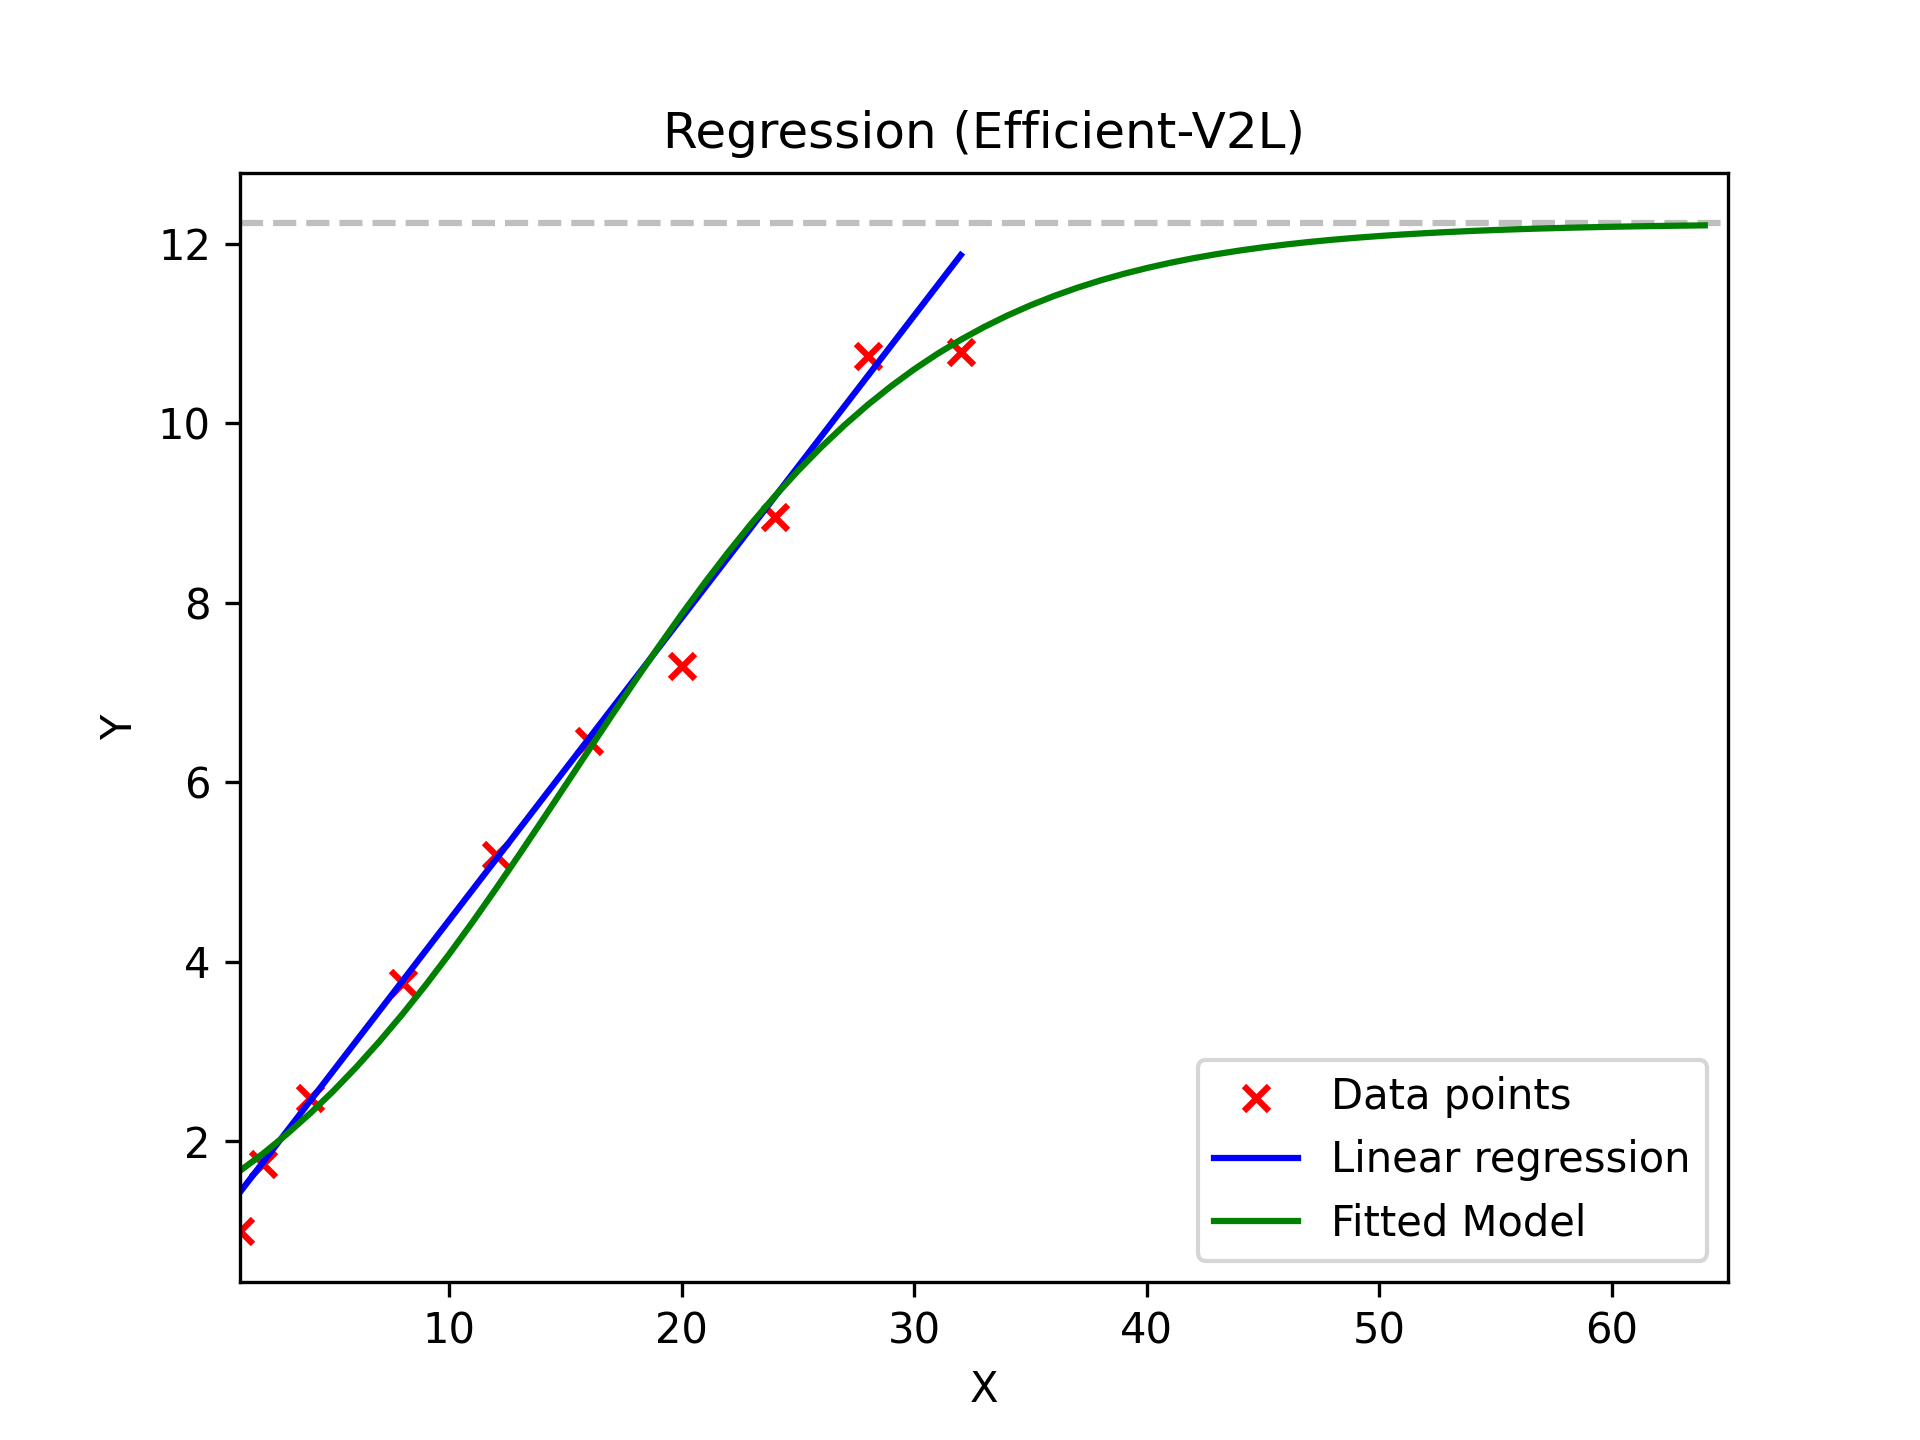 Regression (Efficient-V2L)
12
10
8
6
4
2
Y
Data points
Linear regression
Fitted Model
10 20 30 40 50 60
X